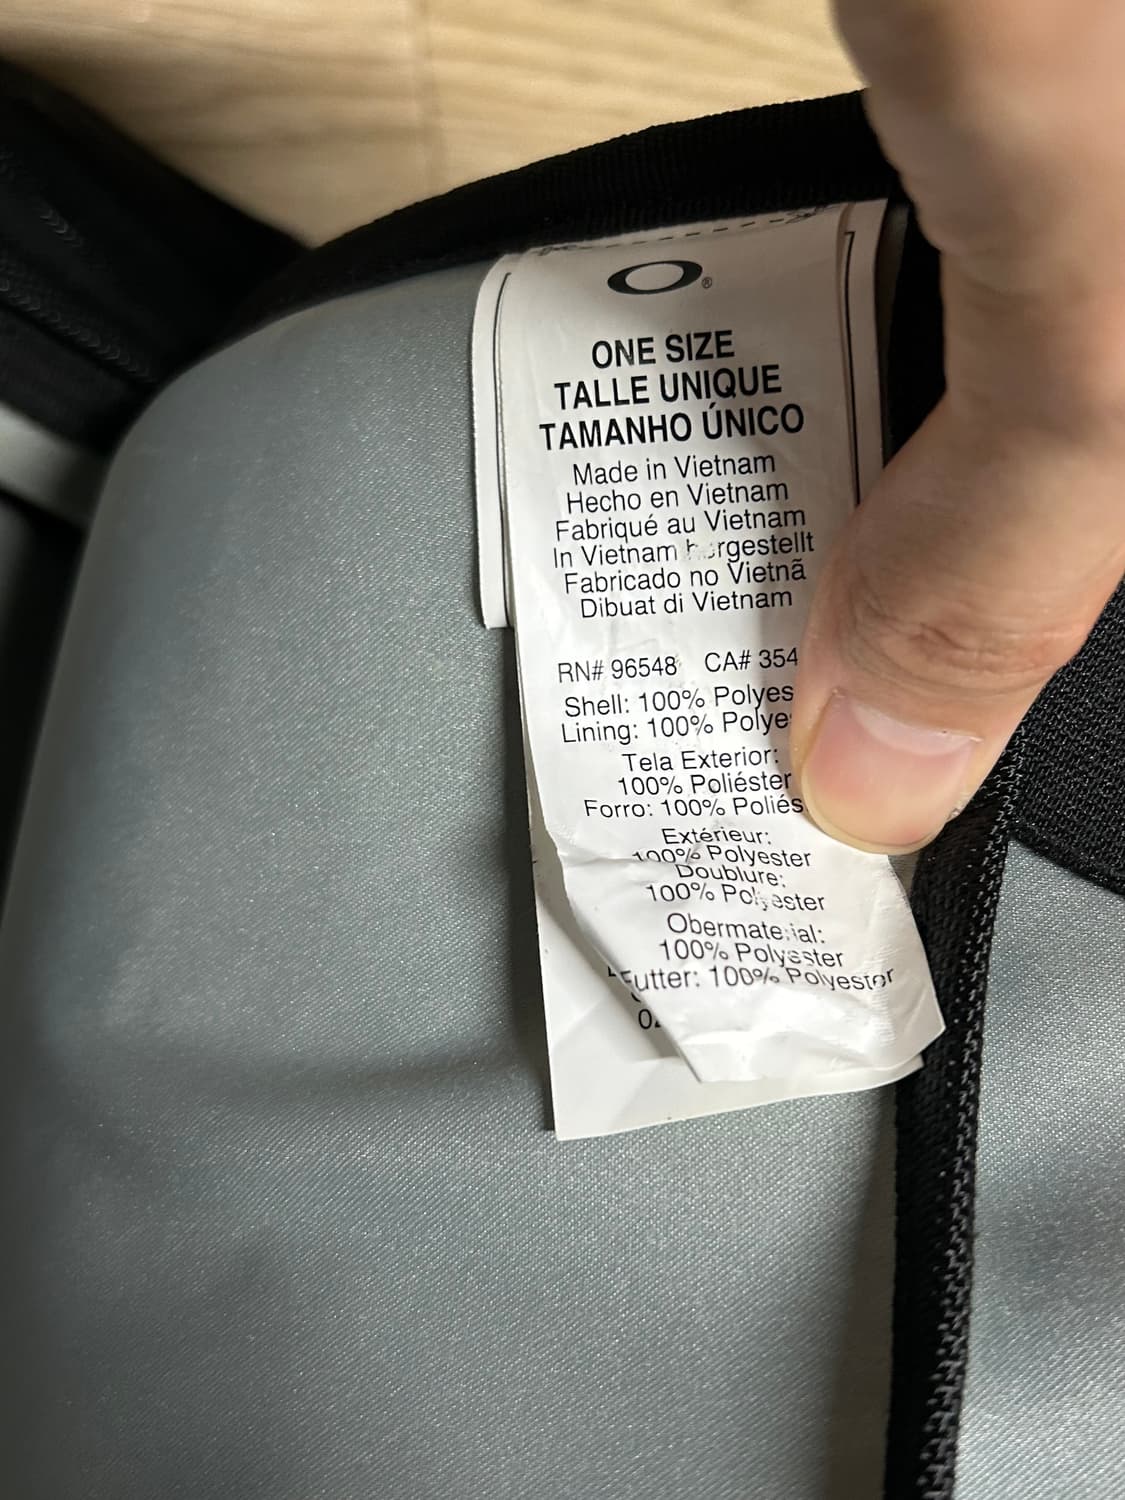 ONE SIZE
TALLE UNIQUE
TAMANHO ÚNICO
Made in Vietnam
Hecho en Vietnam
Fabriqué au Vietnam
In Vietnam hergestellt
Fabricado no Vietnã
Dibuat di Vietnam
RN# 96548 CA# 354
Shell: 100% Polyes
Lining: 100% Polye
Tela Exterior:
100% Poliéster
Forro: 100% Poliés
Extérieur:
100% Polyester
Doublure:
100% Polyester
Obermaterial:
100% Polyester
Futter: 100% Polyester